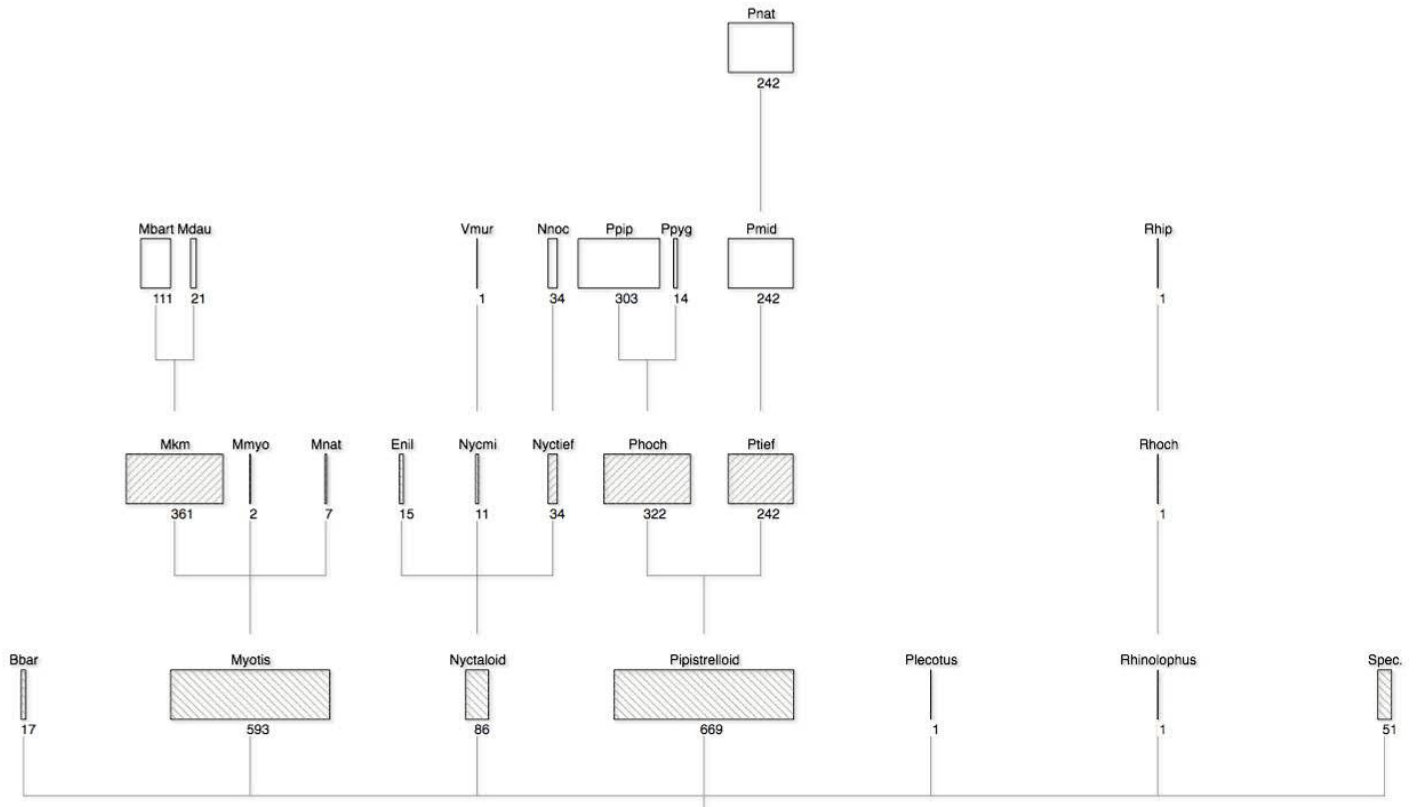 Pnat
242
Mbart Mdau Vmur Nnoc Ppip Ppyg Pmid Rhip
111 21 1 34 303 14 242 1
Mkm Mmyo Mnat Enil Nycmi Nyctief Phoch Ptief Rhoch
361 2 7 15 11 34 322 242 1
Bbar Myotis Nyctaloid Pipistrelloid Plecotus Rhinolophus Spec.
17 593 86 669 1 1 51